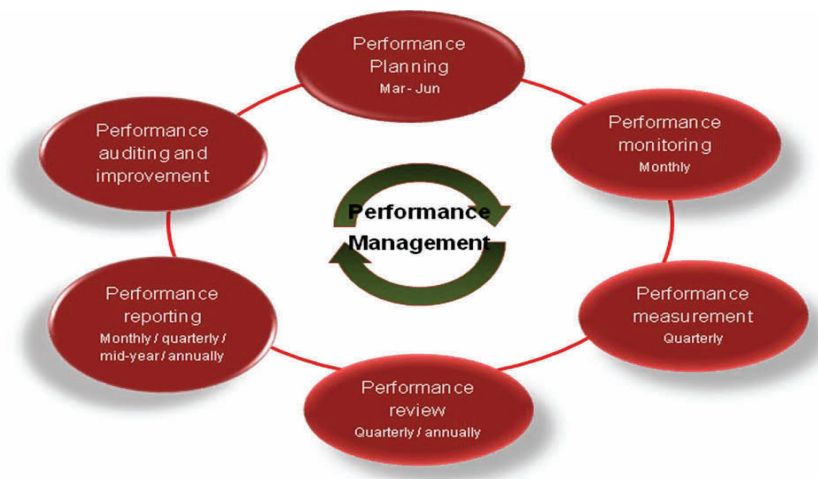 Performance
Planning
Mar - Jun
Performance
monitoring
Monthly
Performance
measurement
Quarterly
Performance
review
Quarterly / annually
Performance
reporting
Monthly / quarterly /
mid-year / annually
Performance
auditing and
improvement
Performance
Management